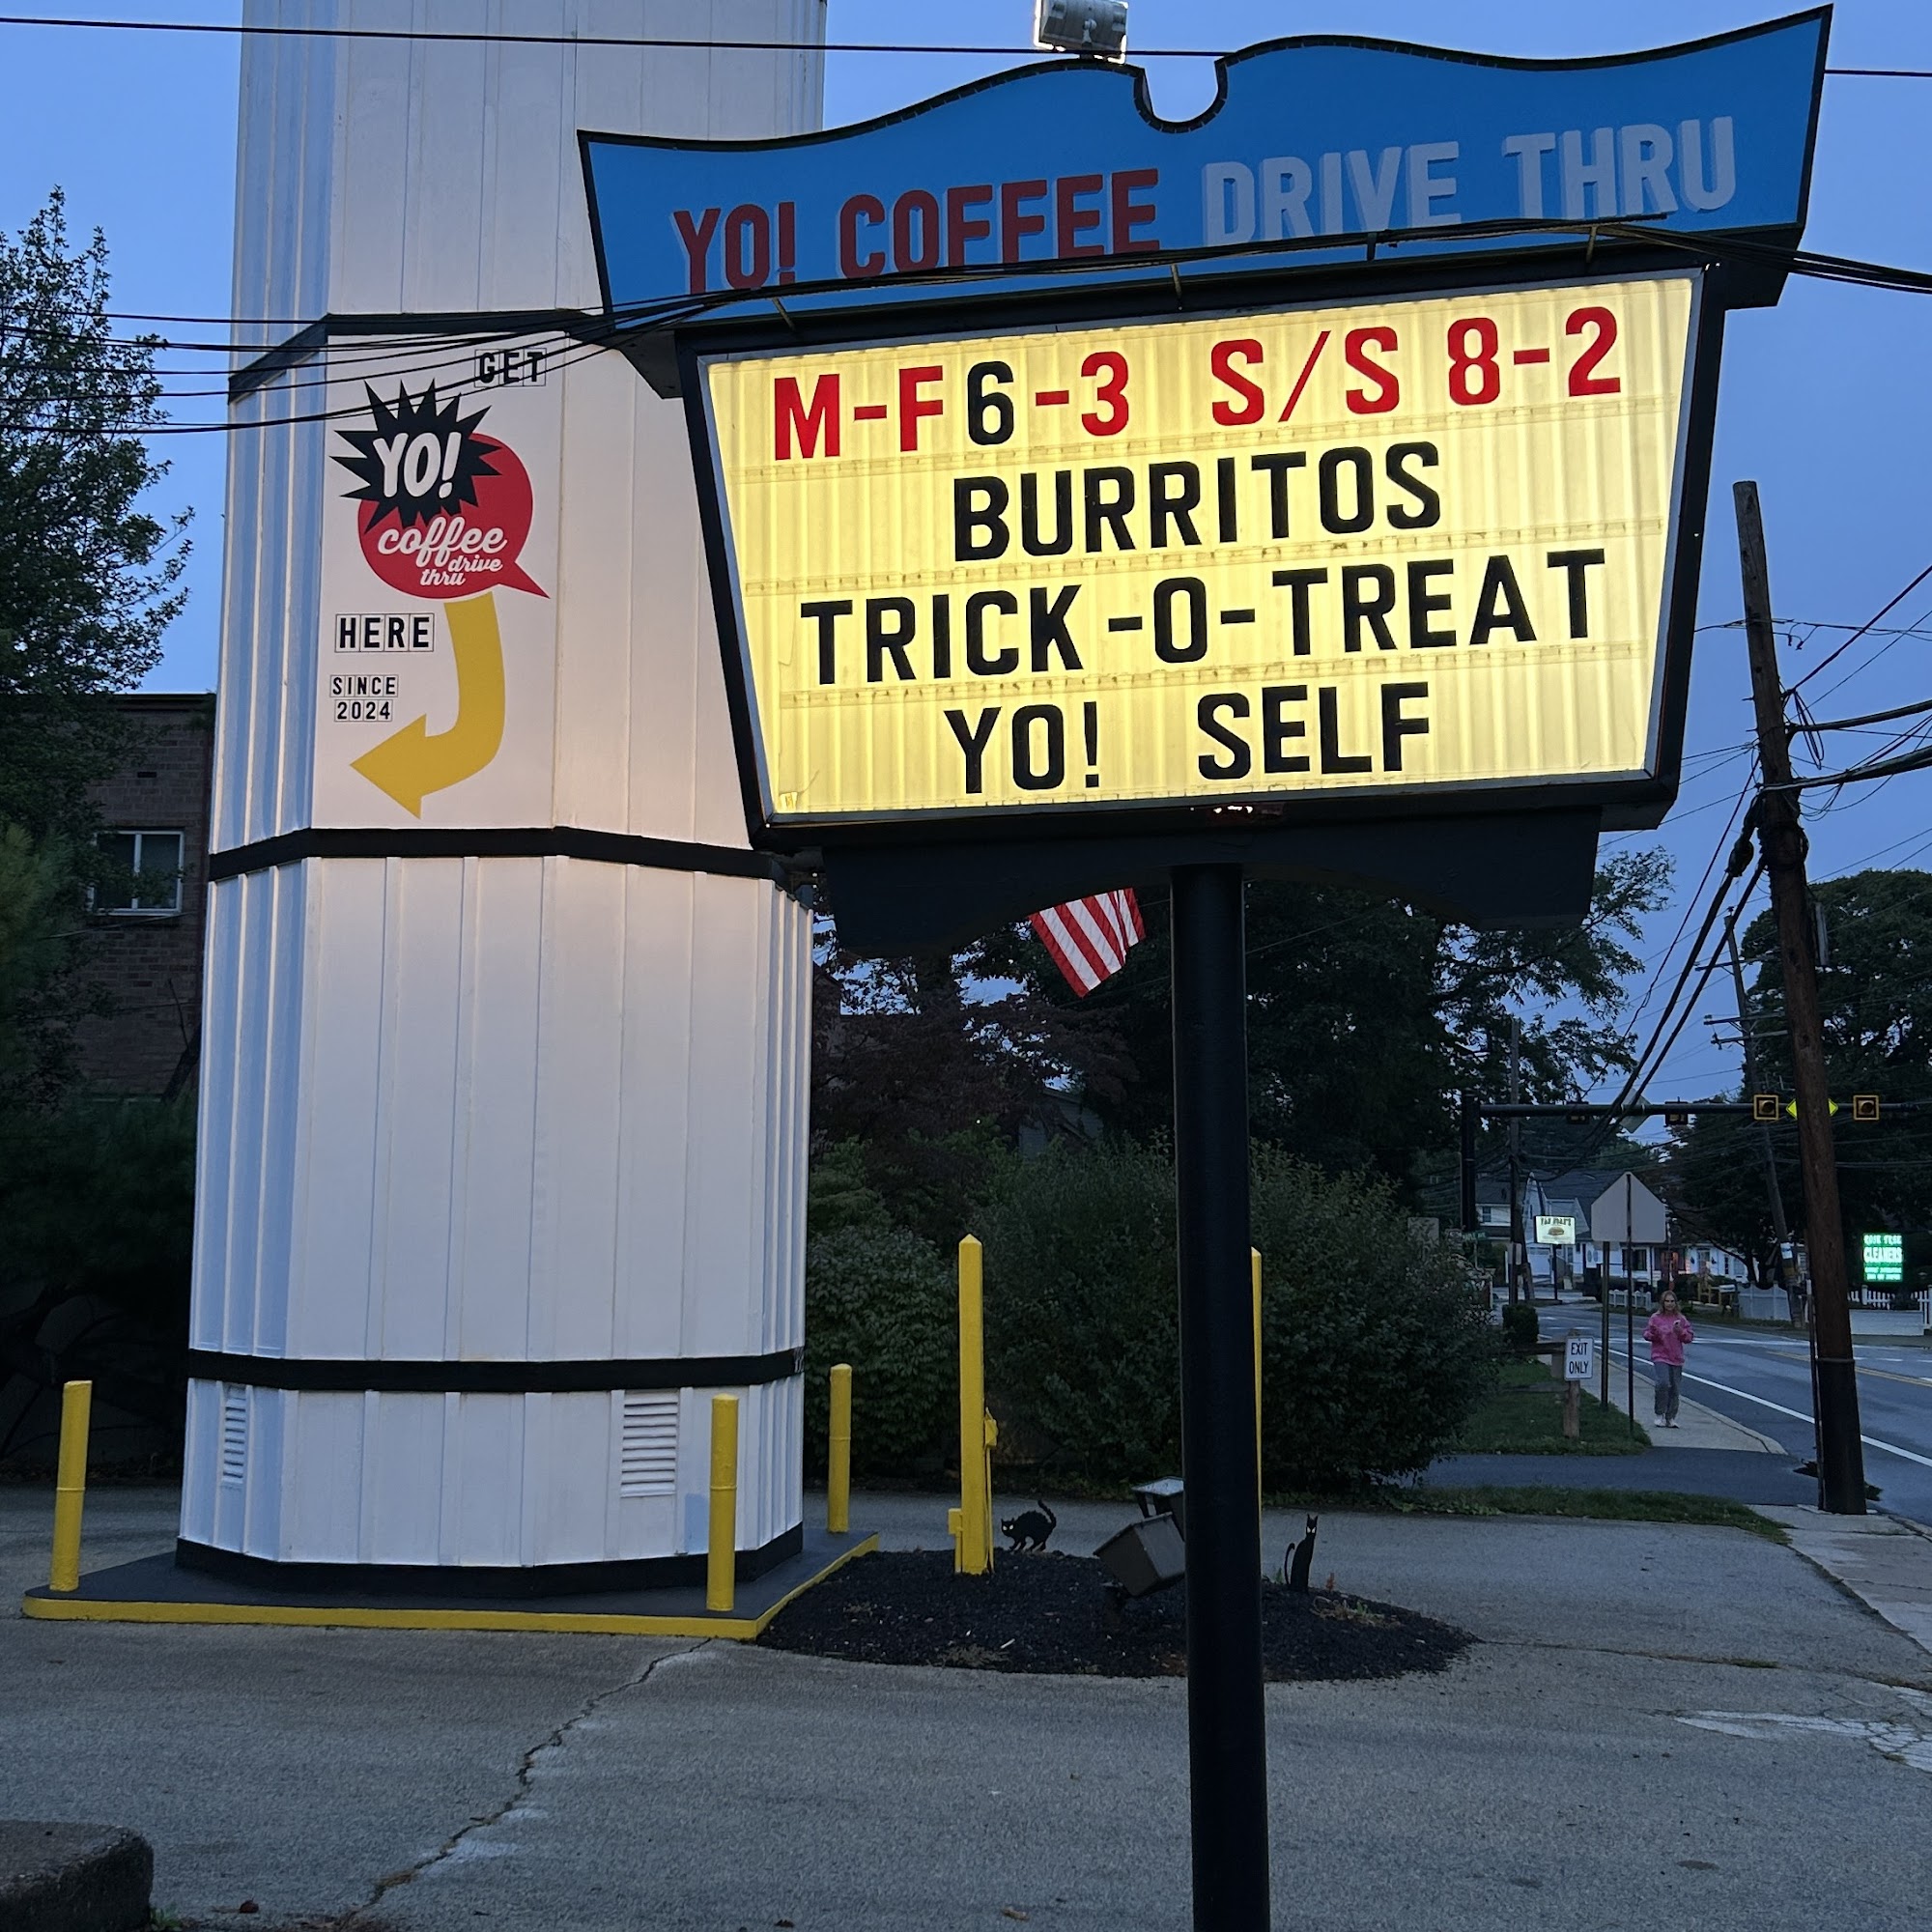 YO! COFFEE DRIVE THRU
M-F 6-3 S/S 8-2
BURRITOS
TRICK-O-TREAT
YO! SELF
GET
YO!
coffee
drive
thru
HERE
SINCE
2024
EXIT
ONLY
CLEANERS